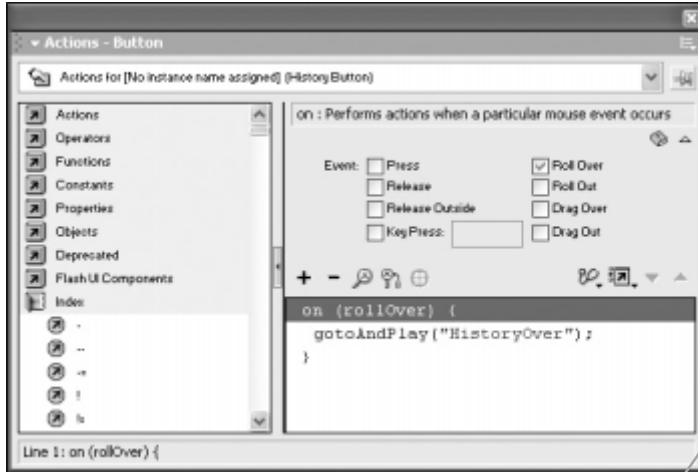 Actions - Button
Actions for [No instance name assigned] (History Button)
Actions
Operators
Functions
Constants
Properties
Objects
Deprecated
Flash UI Components
Index
-
--
!
on : Performs actions when a particular mouse event occurs
Event: Press Roll Over
Release Roll Out
Release Outside Drag Over
Key Press: Drag Out
on (rollOver) {
gotoAndPlay("HistoryOver");
}
Line 1: on (rollOver) {